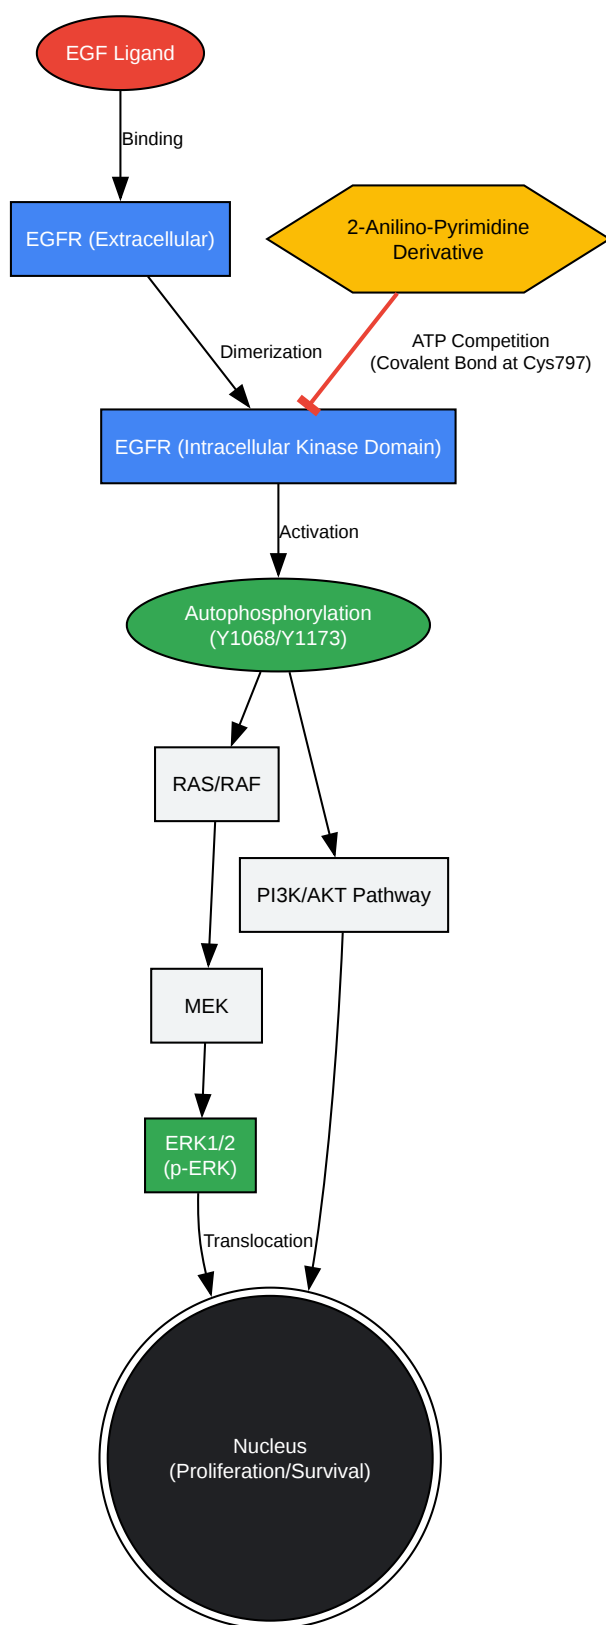 EGF Ligand
Binding
EGFR (Extracellular)
2-Anilino-Pyrimidine
Derivative
Dimerization
ATP Competition
(Covalent Bond at Cys797)
EGFR (Intracellular Kinase Domain)
Activation
Autophosphorylation
(Y1068/Y1173)
RAS/RAF
PI3K/AKT Pathway
MEK
ERK1/2
(p-ERK)
Translocation
Nucleus
(Proliferation/Survival)